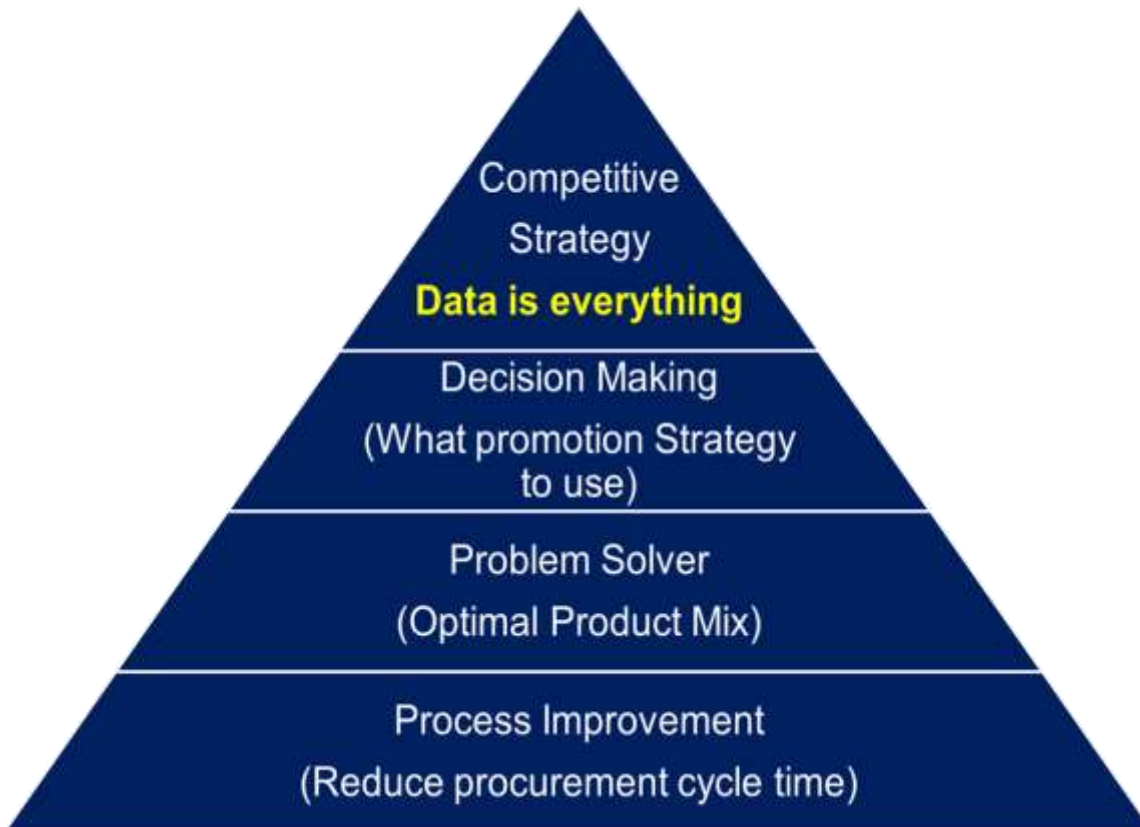 Competitive
Strategy
Data is everything
Decision Making
(What promotion Strategy
to use)
Problem Solver
(Optimal Product Mix)
Process Improvement
(Reduce procurement cycle time)